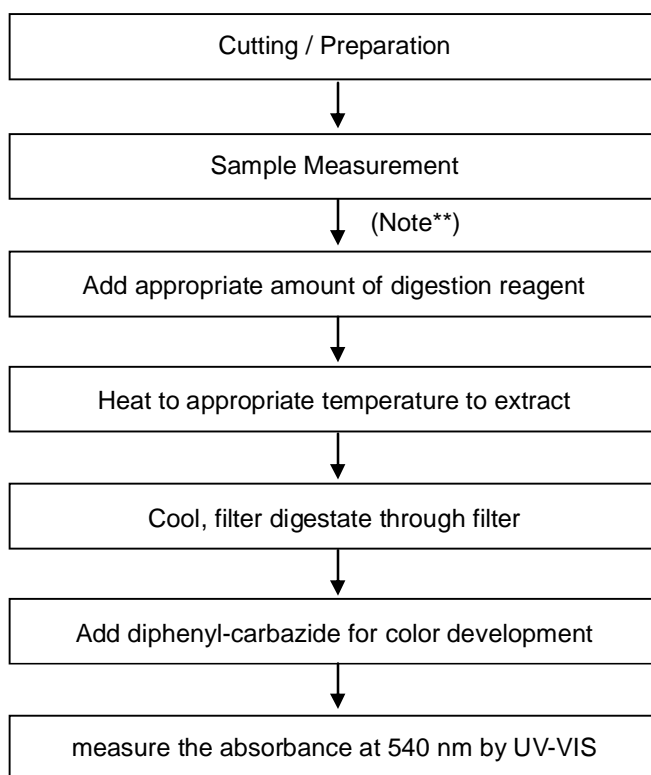 Cutting / Preparation
Sample Measurement
(Note**)
Add appropriate amount of digestion reagent
Heat to appropriate temperature to extract
Cool, filter digestate through filter
Add diphenyl-carbazide for color development
measure the absorbance at 540 nm by UV-VIS